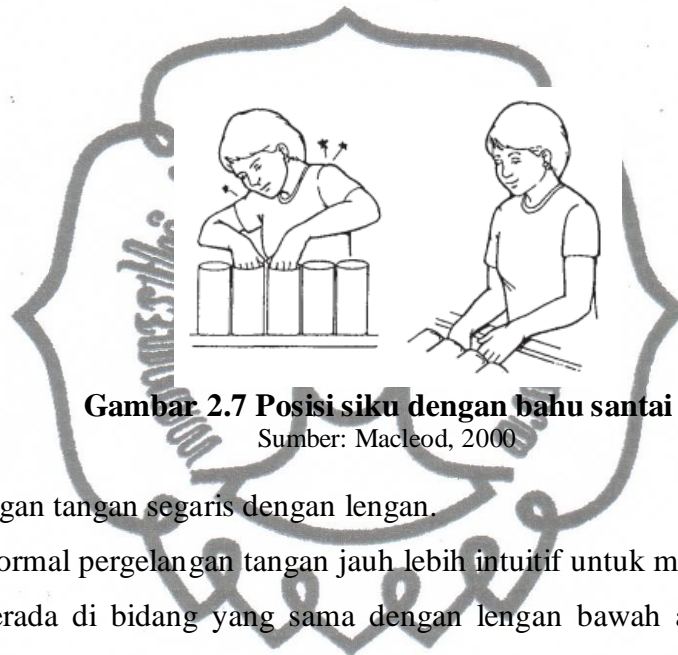 Gambar 2.7 Posisi siku dengan bahu santai
Sumber: Macleod, 2000
gan tangan segaris dengan lengan.
ormal pergelangan tangan jauh lebih intuitif untuk m
erada di bidang yang sama dengan lengan bawah a